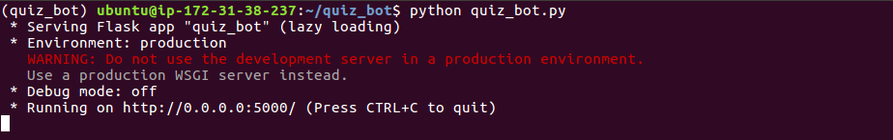 (quiz_bot) ubuntu@ip-172-31-38-237:~/quiz_bot$ python quiz_bot.py
* Serving Flask app "quiz_bot" (lazy loading)
* Environment: production
WARNING: Do not use the development server in a production environment.
Use a production WSGI server instead.
* Debug mode: off
* Running on http://0.0.0.0:5000/ (Press CTRL+C to quit)